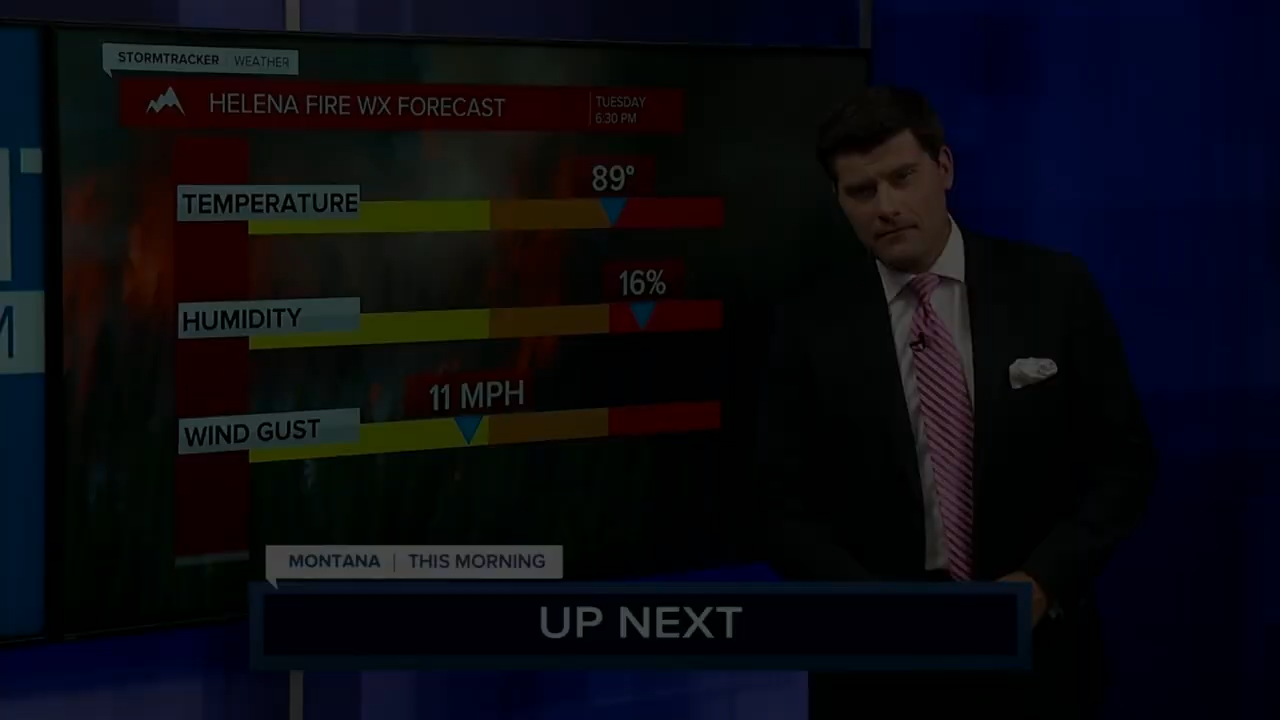 STORMTRACKER | WEATHER
HELENA FIRE WX FORECAST
TUESDAY
6:30 PM
89°
TEMPERATURE
16%
HUMIDITY
11 MPH
WIND GUST
MONTANA | THIS MORNING
UP NEXT